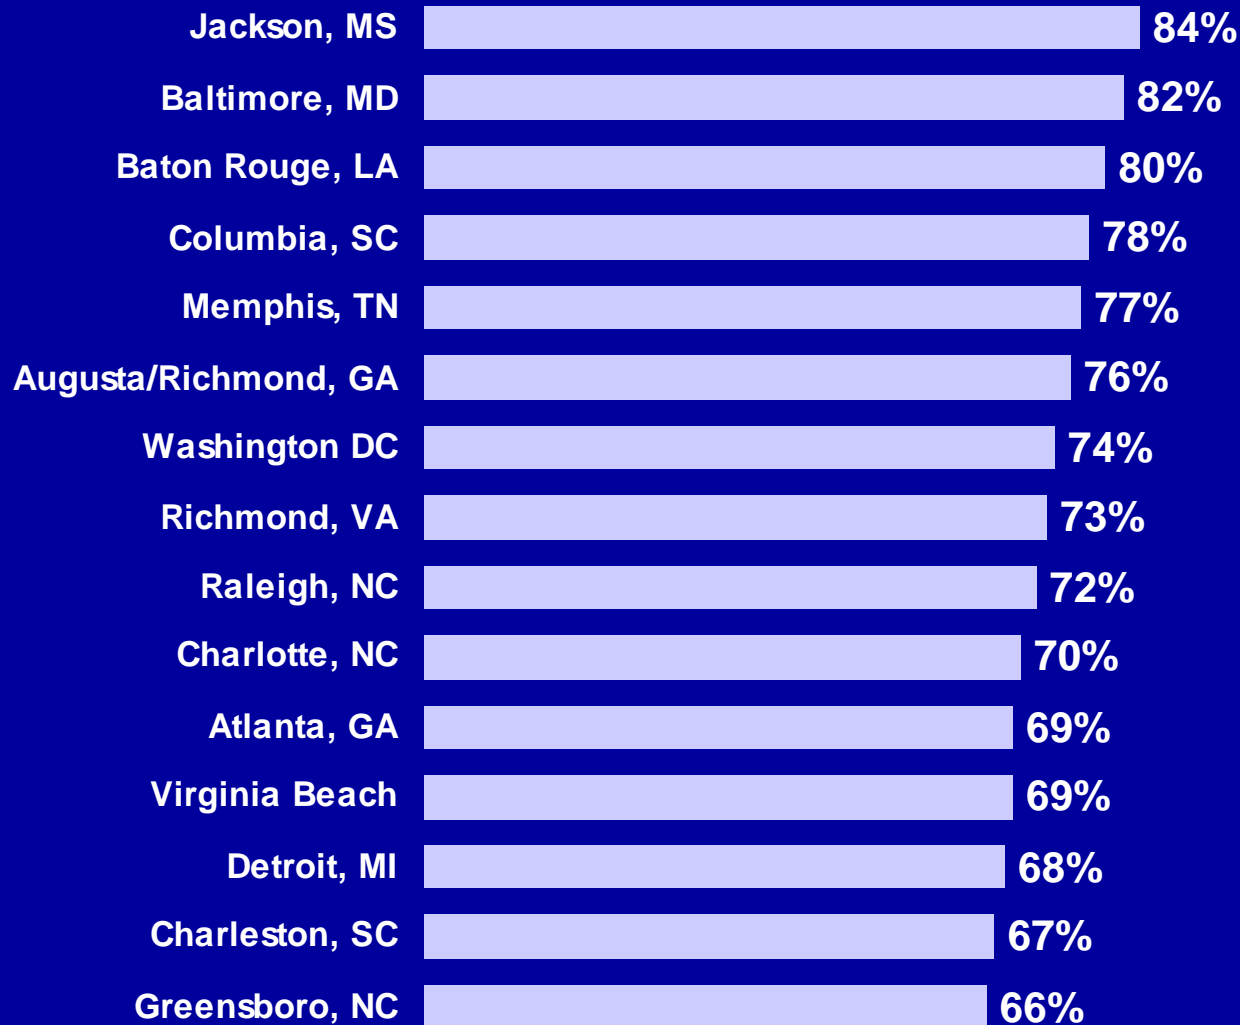 Jackson, MS 84%
Baltimore, MD 82%
Baton Rouge, LA 80%
Columbia, SC 78%
Memphis, TN 77%
Augusta/Richmond, GA 76%
Washington DC 74%
Richmond, VA 73%
Raleigh, NC 72%
Charlotte, NC 70%
Atlanta, GA 69%
Virginia Beach 69%
Detroit, MI 68%
Charleston, SC 67%
Greensboro, NC 66%